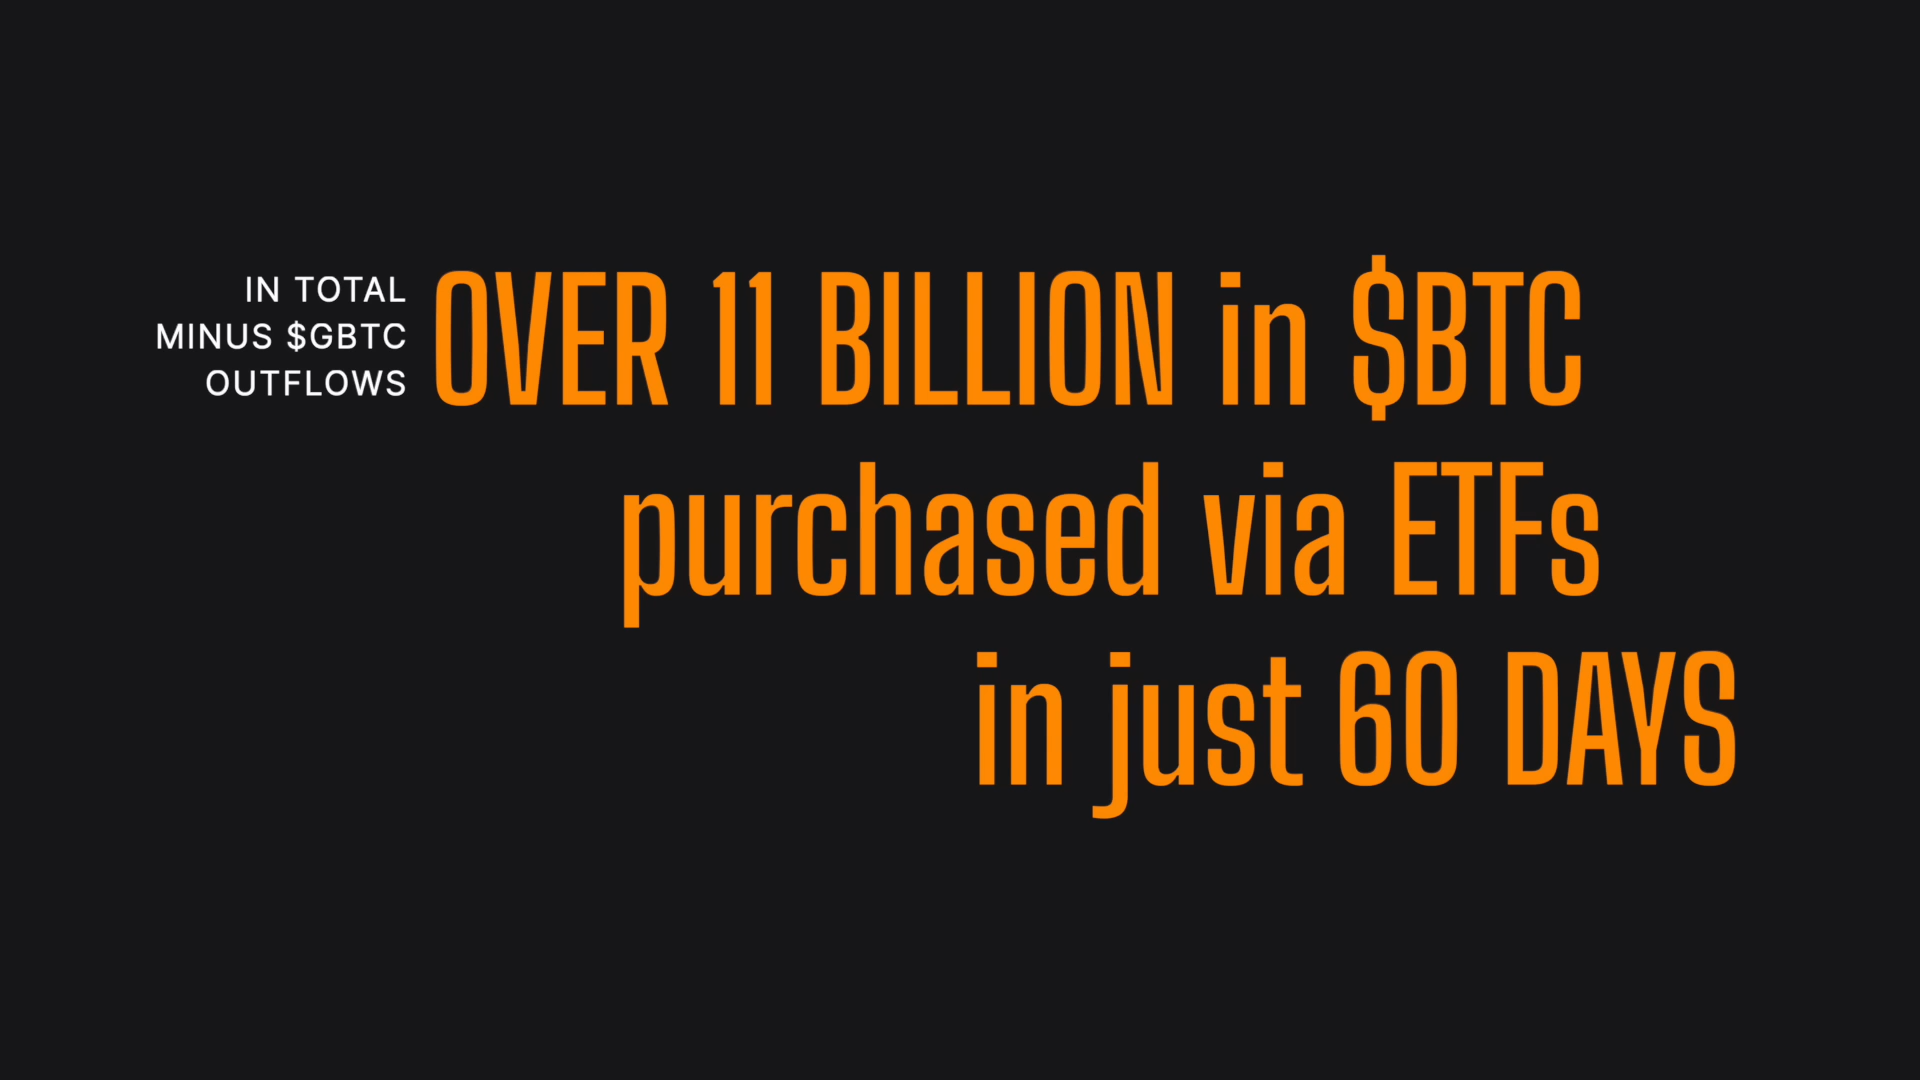 IN TOTAL
MINUS $GBTC
OUTFLOWS
OVER 11 BILLION in $BTC
purchased via ETFs
in just 60 DAYS